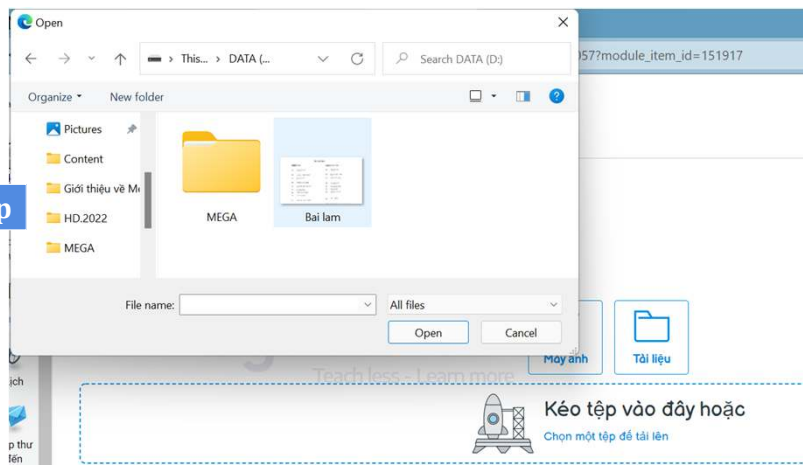 Open
This... > DATA (...
Search DATA (D:)
057?module_item_id=151917
Organize
New folder
Pictures
Content
Giới thiệu về
HD.2022
MEGA
MEGA
Bai lam
File name:
All files
Open
Cancel
Máy ảnh
Tài liệu
Teach less - Learn more
Kéo tệp vào đây hoặc
Chọn một tệp để tải lên
ịch
p thư
đến